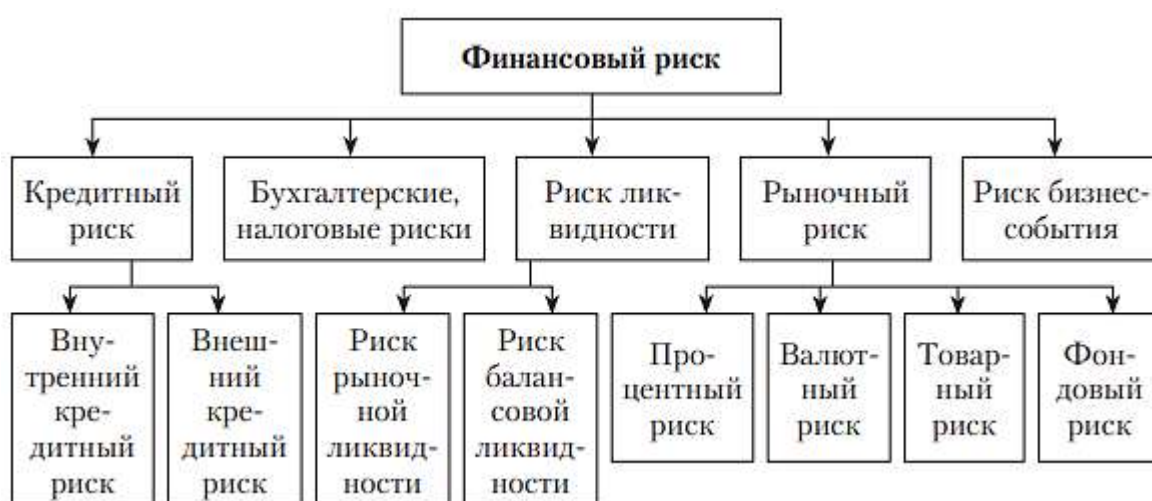 Финансовый риск
Кредитный
риск
Бухгалтерские,
налоговые риски
Риск лик-
видности
Рыночный
риск
Риск бизнес-
события
Вну-
тренний
кре-
дитный
риск
Внеш-
ний
кре-
дитный
риск
Риск
рыноч-
ной
ликвид-
ности
Риск
балан-
совой
ликвид-
ности
Про-
центный
риск
Валют-
ный
риск
Товар-
ный
риск
Фон-
довый
риск